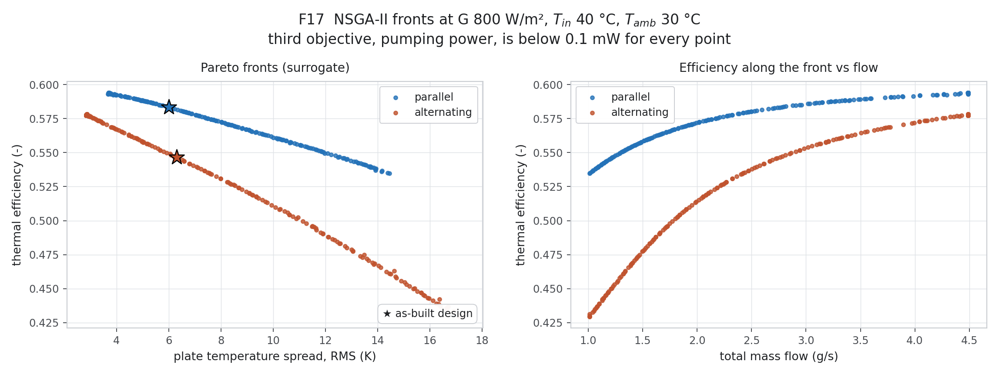 F17  NSGA-II fronts at G 800 W/m², T_in 40 °C, T_amb 30 °C
third objective, pumping power, is below 0.1 mW for every point
Pareto fronts (surrogate)
0.600
0.575
0.550
0.525
0.500
0.475
0.450
0.425
thermal efficiency (-)
parallel
alternating
★ as-built design
4 6 8 10 12 14 16 18
plate temperature spread, RMS (K)
Efficiency along the front vs flow
0.600
0.575
0.550
0.525
0.500
0.475
0.450
0.425
thermal efficiency (-)
parallel
alternating
1.0 1.5 2.0 2.5 3.0 3.5 4.0 4.5
total mass flow (g/s)